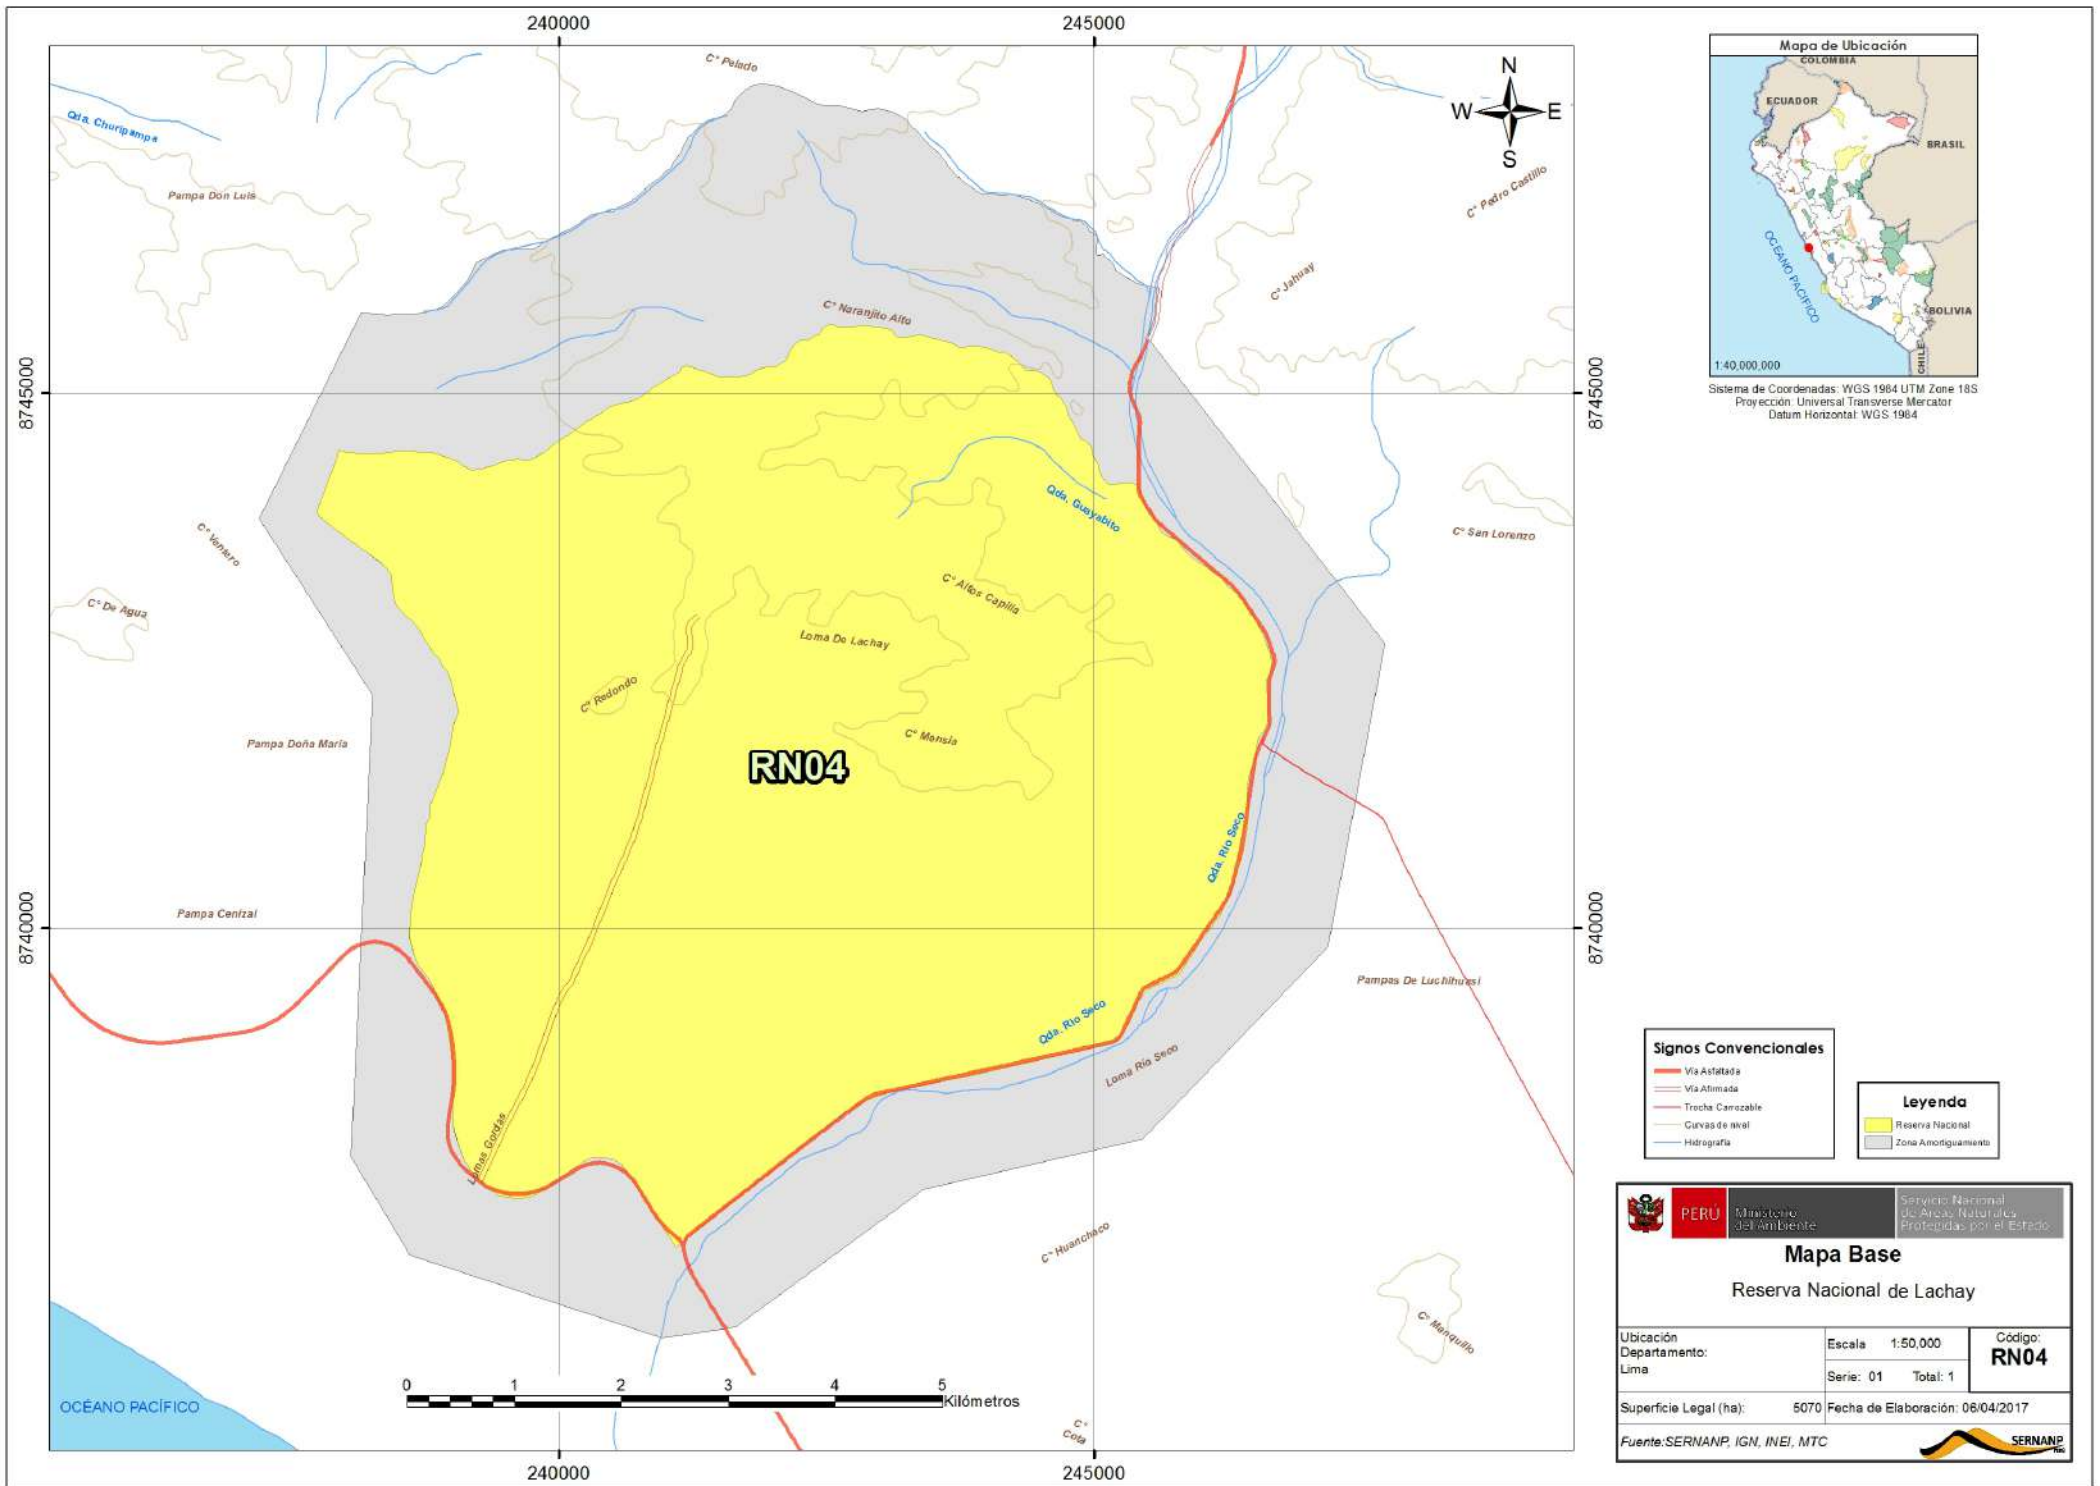 240000
245000
Mapa de Ubicación
COLOMBIA
ECUADOR
BRASIL
OCEANO PACÍFICO
BOLIVIA
CHILE
1:40,000,000
Sistema de Coordenadas: WGS 1984 UTM Zone 18S
Proyección: Universal Transverse Mercator
Datum Horizontal: WGS 1984
N
W
E
S
C° Pelado
Qda. Churipampa
Pampa Don Luis
C° Pedro Castillo
C° Jahuay
C° Naranjito Alto
8745000
8745000
Qda. Guayabito
C° San Lorenzo
C° Ventero
C° De Agua
C° Altos Capilla
Loma De Lachay
C° Redondo
C° Mansia
Pampa Doña María
RN04
Qda. Rio Seco
Pampa Cenizal
8740000
8740000
Pampas De Luchihuasi
Qda. Rio Seco
Loma Rio Seco
Lomas Gordas
C° Huanchaco
C° Manquillo
C°
Cota
OCÉANO PACÍFICO
0 1 2 3 4 5
Kilómetros
240000
245000
Signos Convencionales
Vía Asfaltada
Vía Afirmada
Trocha Carrozable
Curvas de nivel
Hidrografía
Leyenda
Reserva Nacional
Zona Amortiguamiento
PERÚ
Ministerio
del Ambiente
Servicio Nacional
de Áreas Naturales
Protegidas por el Estado
Mapa Base
Reserva Nacional de Lachay
Ubicación
Departamento:
Lima
Escala 1:50,000
Serie: 01 Total: 1
Código:
RN04
Superficie Legal (ha): 5070
Fecha de Elaboración: 06/04/2017
Fuente:SERNANP, IGN, INEI, MTC
SERNANP